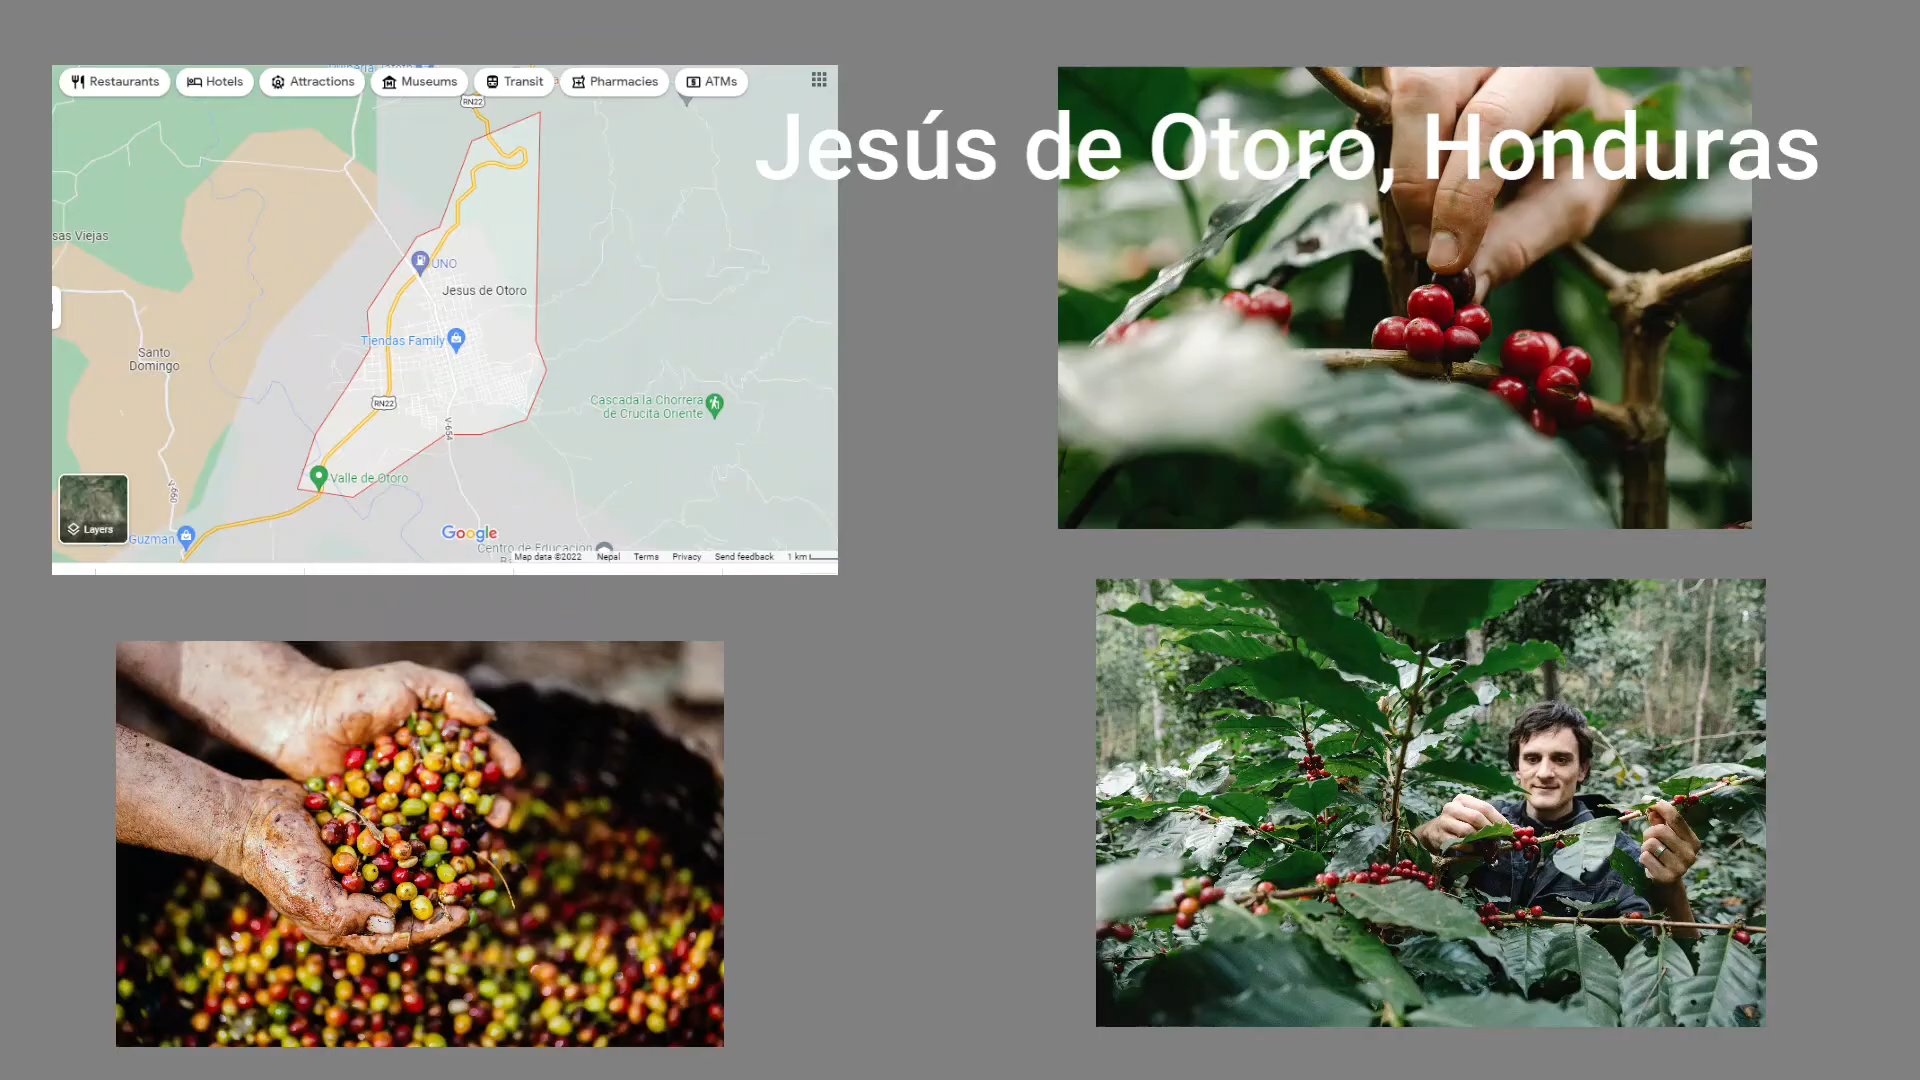 Restaurants Hotels Attractions Museums Transit Pharmacies ATMs
RN22
Jesús de Otoro, Honduras
sas Viejas
UNO
Jesus de Otoro
Tiendas Family
Santo
Domingo
RN22
Cascada la Chorrera
de Crucita Oriente
V-654
Valle de Otoro
V-660
Layers
Guzman
Google
Centro de Educacion
Map data ©2022 Nepal Terms Privacy Send feedback 1 km